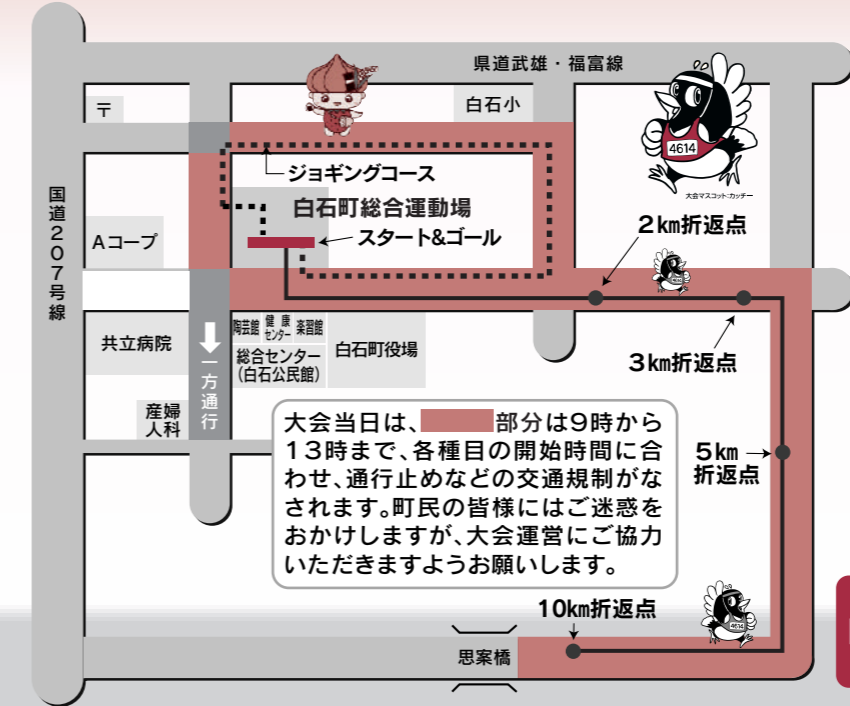 県道武雄・福富線
〒
白石小
4614
大会マスコット:カッチー
ジョギングコース
白石町総合運動場
スタート&ゴール
国道207号線
Aコープ
2km折返点
共立病院
一方通行
陶芸館
健康
センター
楽習館
総合センター
(白石公民館)
白石町役場
3km折返点
産婦
人科
大会当日は、部分は9時から
13時まで、各種目の開始時間に合
わせ、通行止めなどの交通規制がな
されます。町民の皆様にはご迷惑を
おかけしますが、大会運営にご協力
いただきますようお願いします。
5km
折返点
10km折返点
4614
思案橋